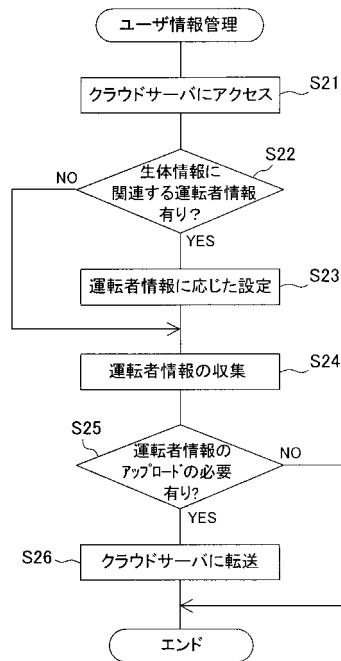 ユーザ情報管理
S21
クラウドサーバにアクセス
S22
生体情報に
関連する運転者情報
有り？
NO
YES
S23
運転者情報に応じた設定
S24
運転者情報の収集
S25
運転者情報の
ｱｯﾌﾟﾛｰﾄﾞの必要
有り?
NO
YES
S26
クラウドサーバに転送
エンド